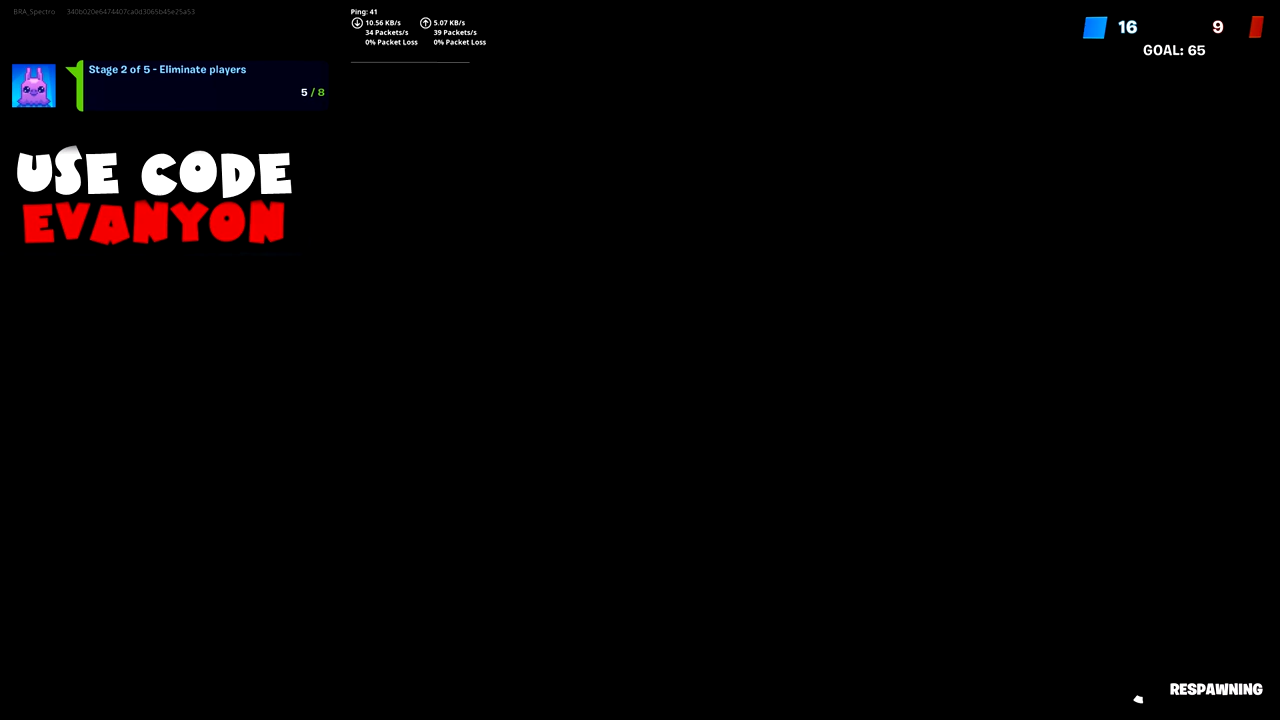 BRA_Spectro 340b020e6474407ca0d3065b45e25a53
Ping: 41
10.56 KB/s 5.07 KB/s
34 Packets/s 39 Packets/s
0% Packet Loss 0% Packet Loss
16 9
GOAL: 65
Stage 2 of 5 - Eliminate players
5 / 8
USE CODE
EVANYON
RESPAWNING